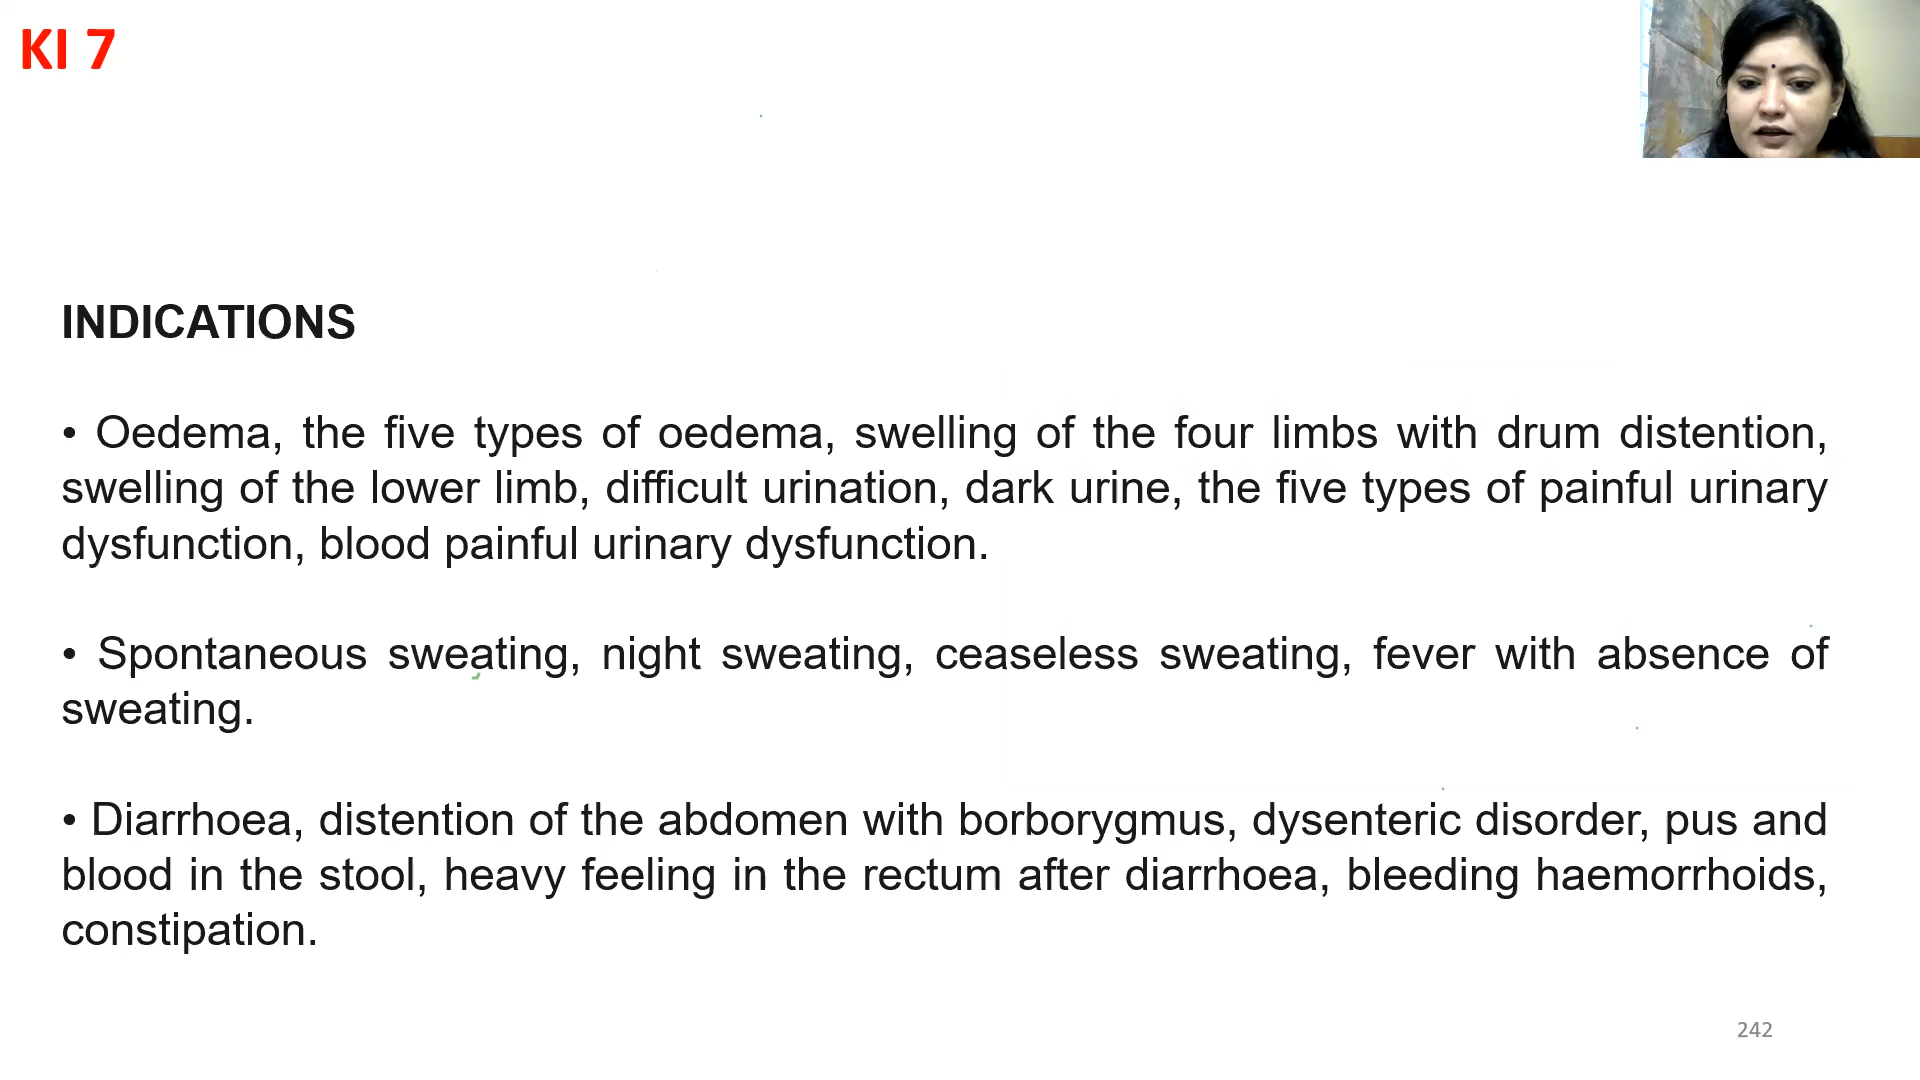 KI 7
INDICATIONS
• Oedema, the five types of oedema, swelling of the four limbs with drum distention,
swelling of the lower limb, difficult urination, dark urine, the five types of painful urinary
dysfunction, blood painful urinary dysfunction.
• Spontaneous sweating, night sweating, ceaseless sweating, fever with absence of
sweating.
• Diarrhoea, distention of the abdomen with borborygmus, dysenteric disorder, pus and
blood in the stool, heavy feeling in the rectum after diarrhoea, bleeding haemorrhoids,
constipation.
242